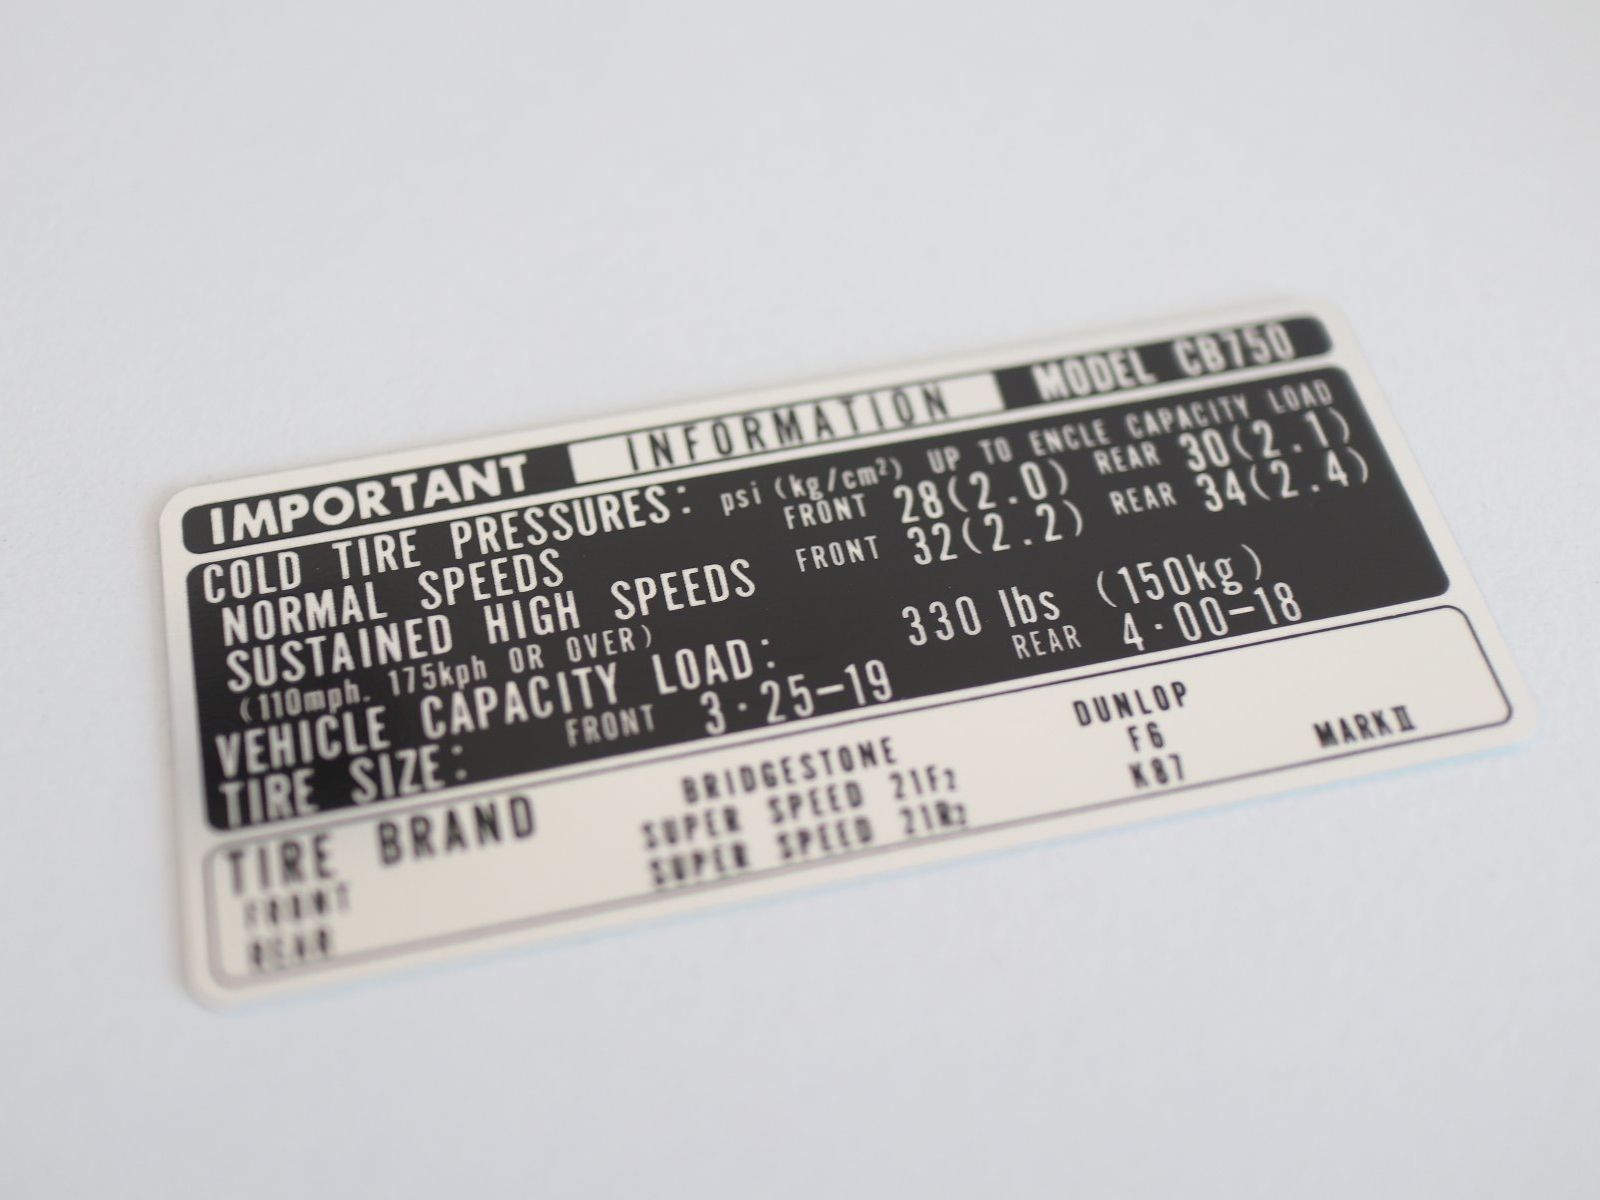 IMPORTANT INFORMATION MODEL CB750
COLD TIRE PRESSURES: psi (kg/cm²) UP TO ENCLE CAPACITY LOAD
NORMAL SPEEDS FRONT 28(2.0) REAR 30(2.1)
SUSTAINED HIGH SPEEDS FRONT 32(2.2) REAR 34(2.4)
(110mph. 175kph OR OVER)
VEHICLE CAPACITY LOAD: 330 lbs (150kg)
TIRE SIZE: FRONT 3·25–19 REAR 4·00–18
TIRE BRAND BRIDGESTONE DUNLOP
FRONT SUPER SPEED 21F2 F6
REAR SUPER SPEED 21R2 K87 MARKⅡ